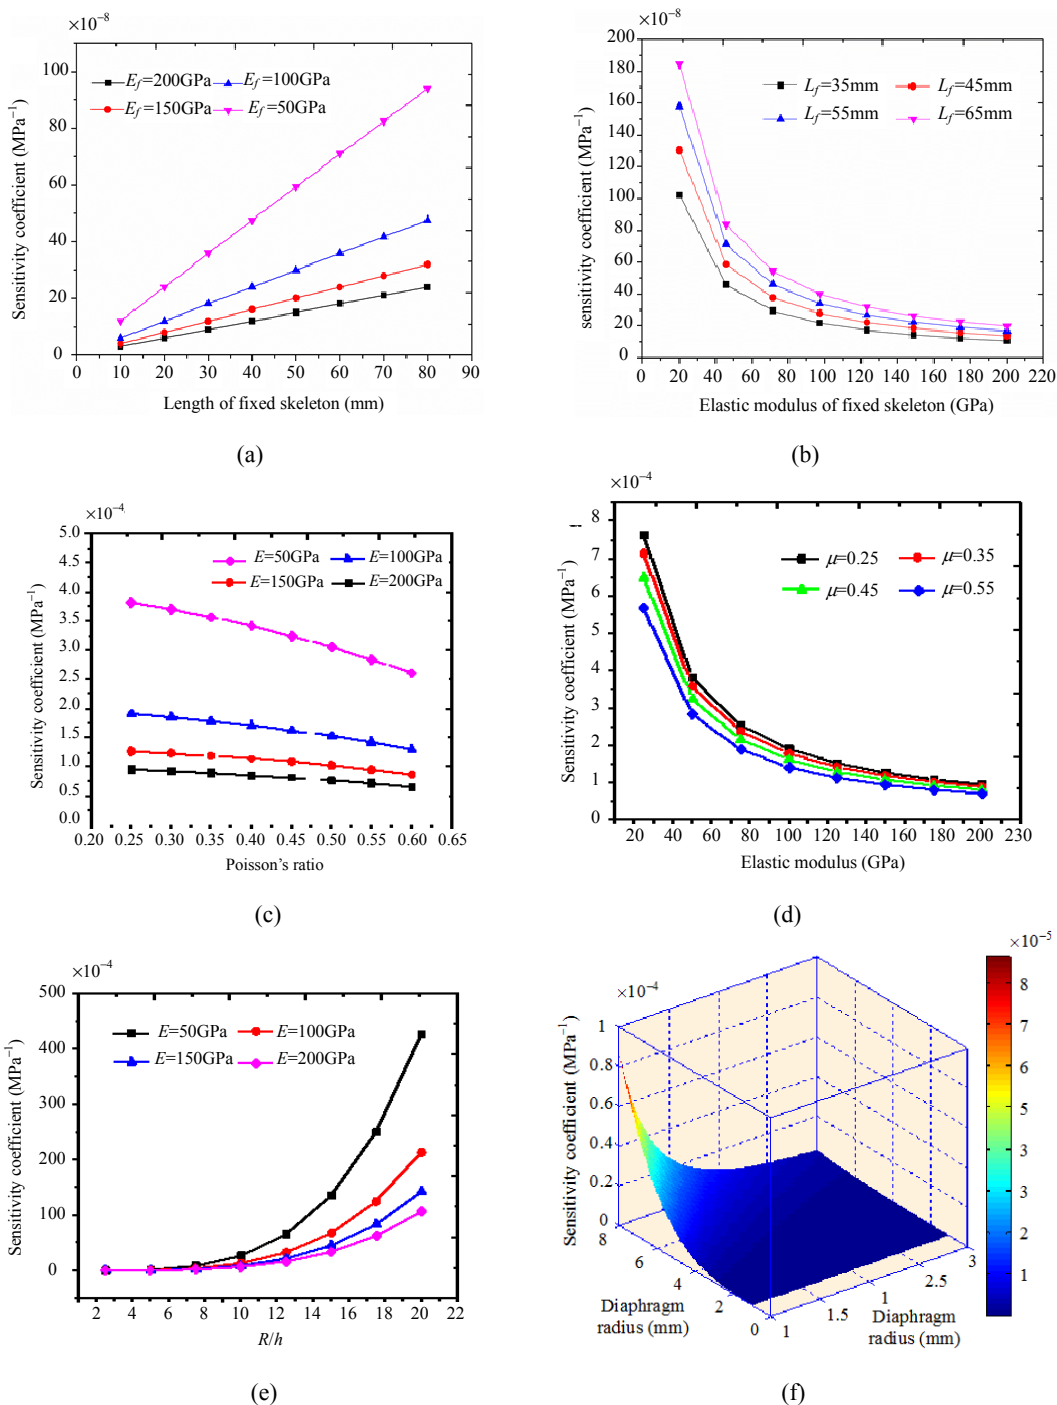 ×10⁻⁸
Sensitivity coefficient (MPa⁻¹)
E_f=200GPa E_f=100GPa
E_f=150GPa E_f=50GPa
100
80
60
40
20
0
0 10 20 30 40 50 60 70 80 90
Length of fixed skeleton (mm)
(a)
×10⁻⁸
sensitivity coefficient (MPa⁻¹)
L_f=35mm L_f=45mm
L_f=55mm L_f=65mm
200
180
160
140
120
100
80
60
40
20
0
0 20 40 60 80 100 120 140 160 180 200 220
Elastic modulus of fixed skeleton (GPa)
(b)
×10⁻⁴
Sensitivity coefficient (MPa⁻¹)
E=50GPa E=100GPa
E=150GPa E=200GPa
5.0
4.5
4.0
3.5
3.0
2.5
2.0
1.5
1.0
0.5
0.0
0.20 0.25 0.30 0.35 0.40 0.45 0.50 0.55 0.60 0.65
Poisson's ratio
(c)
×10⁻⁴
Sensitivity coefficient (MPa⁻¹)
μ=0.25 μ=0.35
μ=0.45 μ=0.55
8
7
6
5
4
3
2
1
0
20 40 60 80 100 120 140 160 180 200 230
Elastic modulus (GPa)
(d)
×10⁻⁴
Sensitivity coefficient (MPa⁻¹)
E=50GPa E=100GPa
E=150GPa E=200GPa
500
400
300
200
100
0
2 4 6 8 10 12 14 16 18 20 22
R/h
(e)
×10⁻⁴
Sensitivity coefficient (MPa⁻¹)
1
0.8
0.6
0.4
0.2
0
8
6
4
2
0
Diaphragm
radius (mm)
1
1.5
1
2.5
3
Diaphragm
radius (mm)
×10⁻⁵
8
7
6
5
4
3
3
2
1
(f)